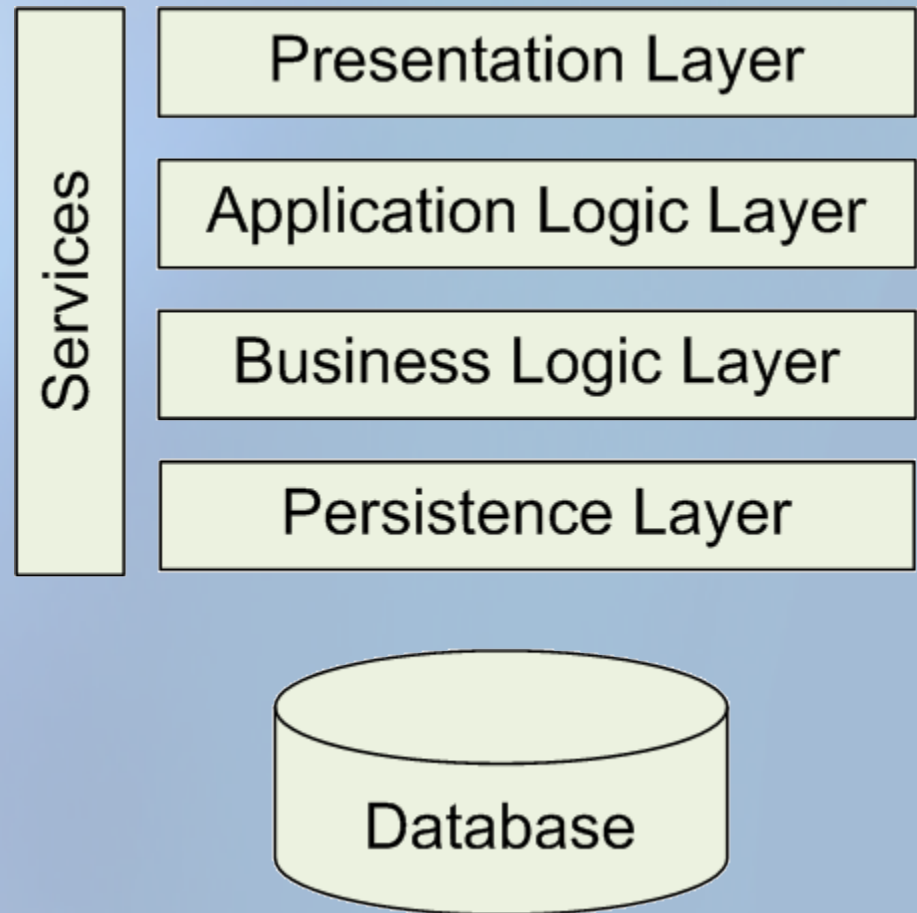 Services
Presentation Layer
Application Logic Layer
Business Logic Layer
Persistence Layer
Database